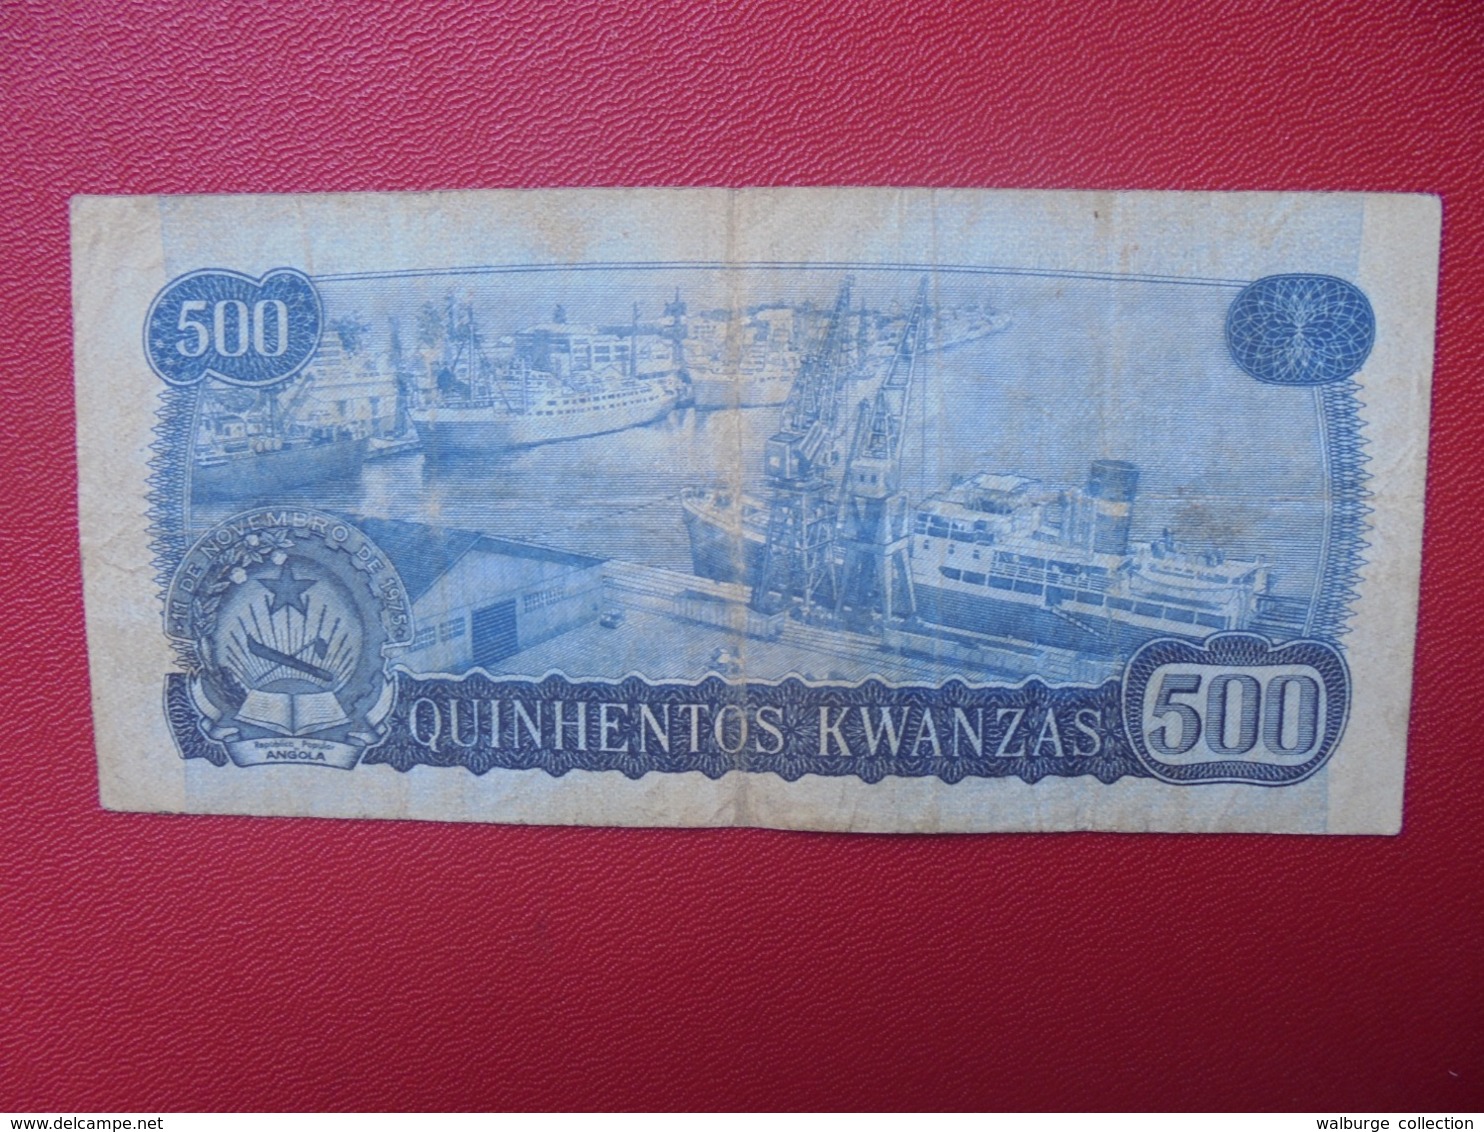 500
11 DE NOVEMBRO DE 1975
República Popular
ANGOLA
QUINHENTOS KWANZAS
500
www.delcampe.net
walburge collection